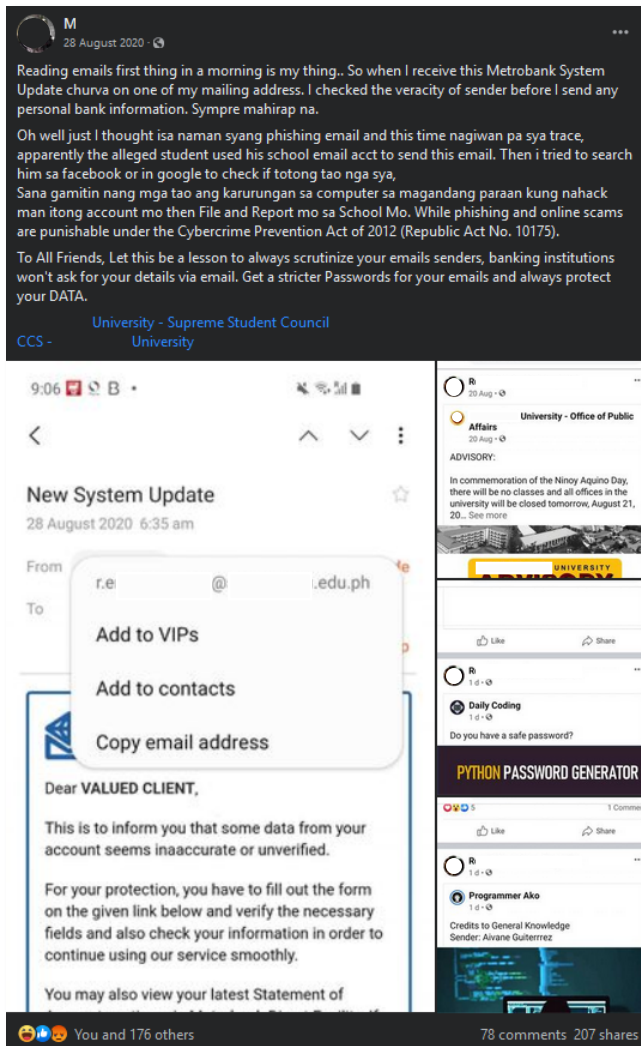 M
28 August 2020 ·
Reading emails first thing in a morning is my thing.. So when I receive this Metrobank System
Update churva on one of my mailing address. I checked the veracity of sender before I send any
personal bank information. Sympre mahirap na.
Oh well just I thought isa naman syang phishing email and this time nagiwan pa sya trace,
apparently the alleged student used his school email acct to send this email. Then i tried to search
him sa facebook or in google to check if totong tao nga sya,
Sana gamitin nang mga tao ang karurungan sa computer sa magandang paraan kung nahack
man itong account mo then File and Report mo sa School Mo. While phishing and online scams
are punishable under the Cybercrime Prevention Act of 2012 (Republic Act No. 10175).
To All Friends, Let this be a lesson to always scrutinize your emails senders, banking institutions
won't ask for your details via email. Get a stricter Passwords for your emails and always protect
your DATA.
University - Supreme Student Council
CCS - University
9:06 B •
New System Update
28 August 2020 6:35 am
From
r.e @ .edu.ph
To
Add to VIPs
Add to contacts
Copy email address
Dear VALUED CLIENT,
This is to inform you that some data from your
account seems inaaccurate or unverified.
For your protection, you have to fill out the form
on the given link below and verify the necessary
fields and also check your information in order to
continue using our service smoothly.
You may also view your latest Statement of
R
20 Aug ·
University - Office of Public
Affairs
20 Aug ·
ADVISORY:
In commemoration of the Ninoy Aquino Day,
there will be no classes and all offices in the
university will be closed tomorrow, August 21,
20... See more
UNIVERSITY
ADVISORY
Like Share
R
1 d ·
Daily Coding
1 d ·
Do you have a safe password?
PYTHON PASSWORD GENERATOR
5 1 Comme
Like Share
R
1 d ·
Programmer Ako
1 d ·
Credits to General Knowledge
Sender: Aivane Guiterrrez
You and 176 others
78 comments 207 shares